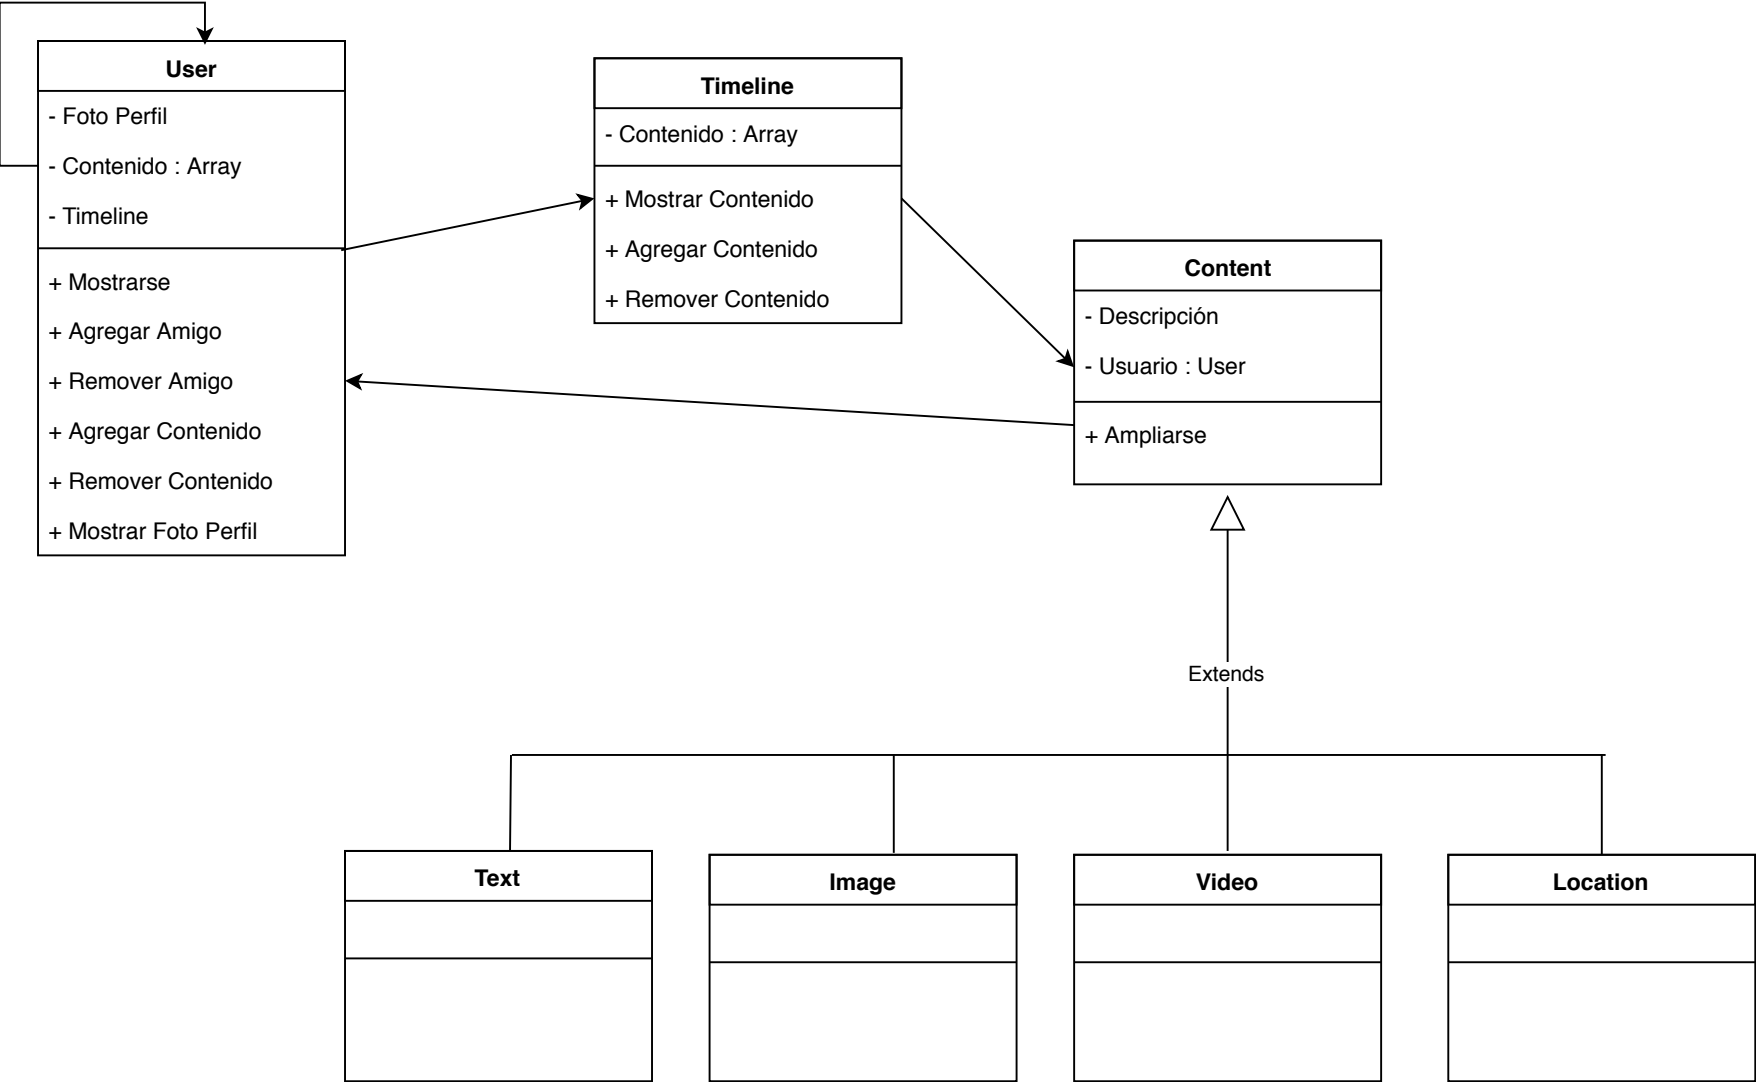 User
- Foto Perfil
- Contenido : Array
- Timeline
+ Mostrarse
+ Agregar Amigo
+ Remover Amigo
+ Agregar Contenido
+ Remover Contenido
+ Mostrar Foto Perfil
Timeline
- Contenido : Array
+ Mostrar Contenido
+ Agregar Contenido
+ Remover Contenido
Content
- Descripción
- Usuario : User
+ Ampliarse
Extends
Text
Image
Video
Location